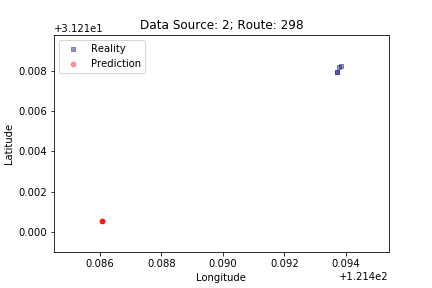 Data Source: 2; Route: 298
+3.121e1
Reality
Prediction
0.008
0.006
0.004
0.002
0.000
Latitude
0.086 0.088 0.090 0.092 0.094
Longitude
+1.214e2